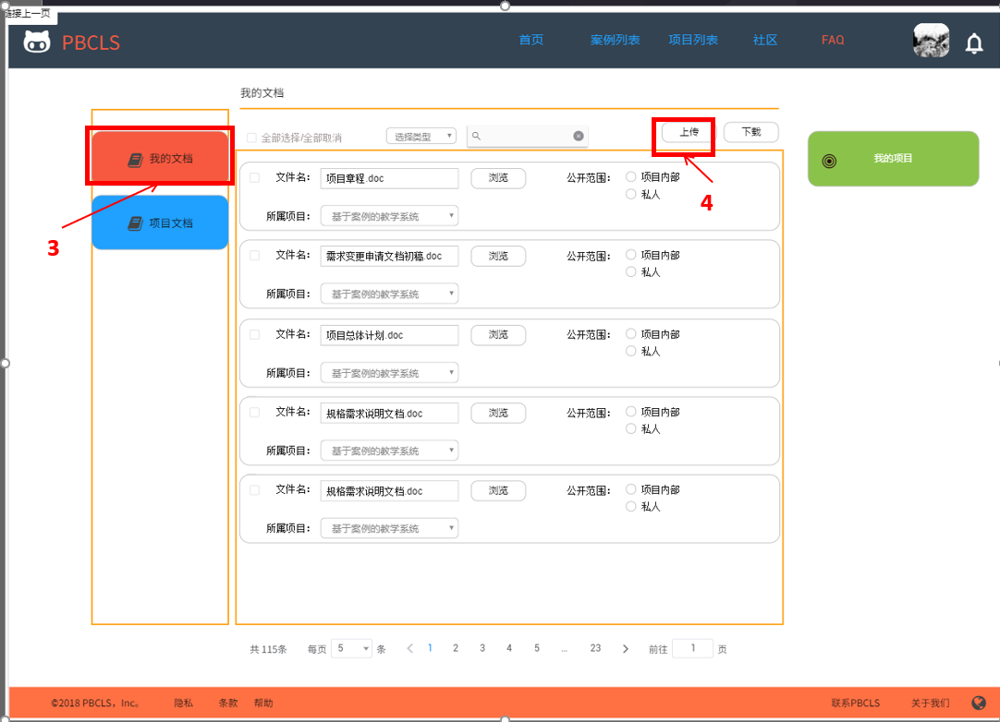 链接上一页
PBCLS 首页 案例列表 项目列表 社区 FAQ
我的文档
全部选择/全部取消 选择类型 上传 下载
我的文档
项目文档
3
4
我的项目
文件名: 项目章程.doc 浏览 公开范围: 项目内部
私人
所属项目: 基于案例的教学系统
文件名: 需求变更申请文档初稿.doc 浏览 公开范围: 项目内部
私人
所属项目: 基于案例的教学系统
文件名: 项目总体计划.doc 浏览 公开范围: 项目内部
私人
所属项目: 基于案例的教学系统
文件名: 规格需求说明文档.doc 浏览 公开范围: 项目内部
私人
所属项目: 基于案例的教学系统
文件名: 规格需求说明文档.doc 浏览 公开范围: 项目内部
私人
所属项目: 基于案例的教学系统
共 115条 每页 5 条 1 2 3 4 5 ... 23 前往 1 页
©2018 PBCLS，Inc。 隐私 条款 帮助 联系PBCLS 关于我们